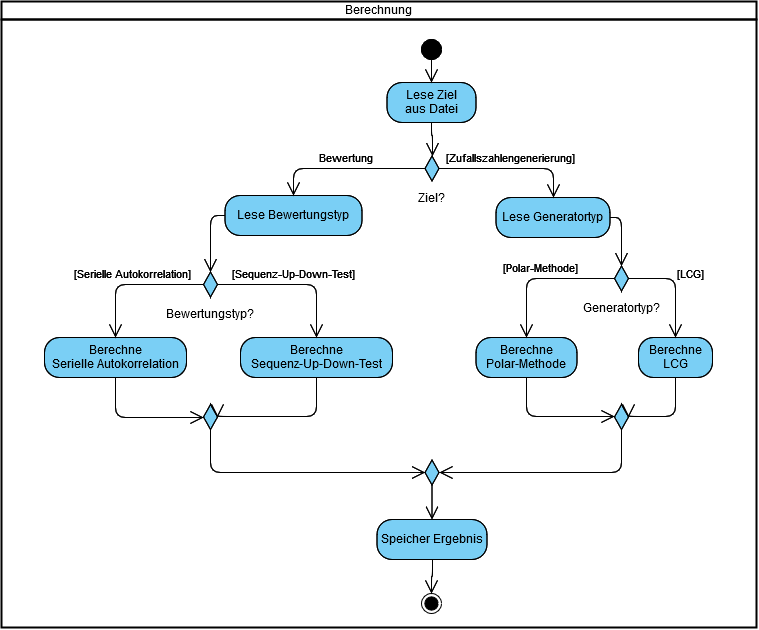 Berechnung
Lese Ziel
aus Datei
Bewertung
[Zufallszahlengenerierung]
Ziel?
Lese Bewertungstyp
Lese Generatortyp
[Serielle Autokorrelation]
[Sequenz-Up-Down-Test]
[Polar-Methode]
[LCG]
Bewertungstyp?
Generatortyp?
Berechne
Serielle Autokorrelation
Berechne
Sequenz-Up-Down-Test
Berechne
Polar-Methode
Berechne
LCG
Speicher Ergebnis